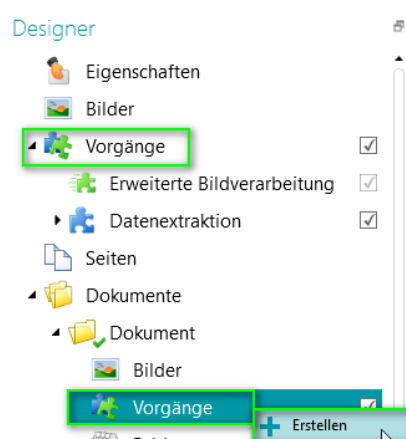 Designer
Eigenschaften
Bilder
Vorgänge
Erweiterte Bildverarbeitung
Datenextraktion
Seiten
Dokumente
Dokument
Bilder
Vorgänge
Erstellen